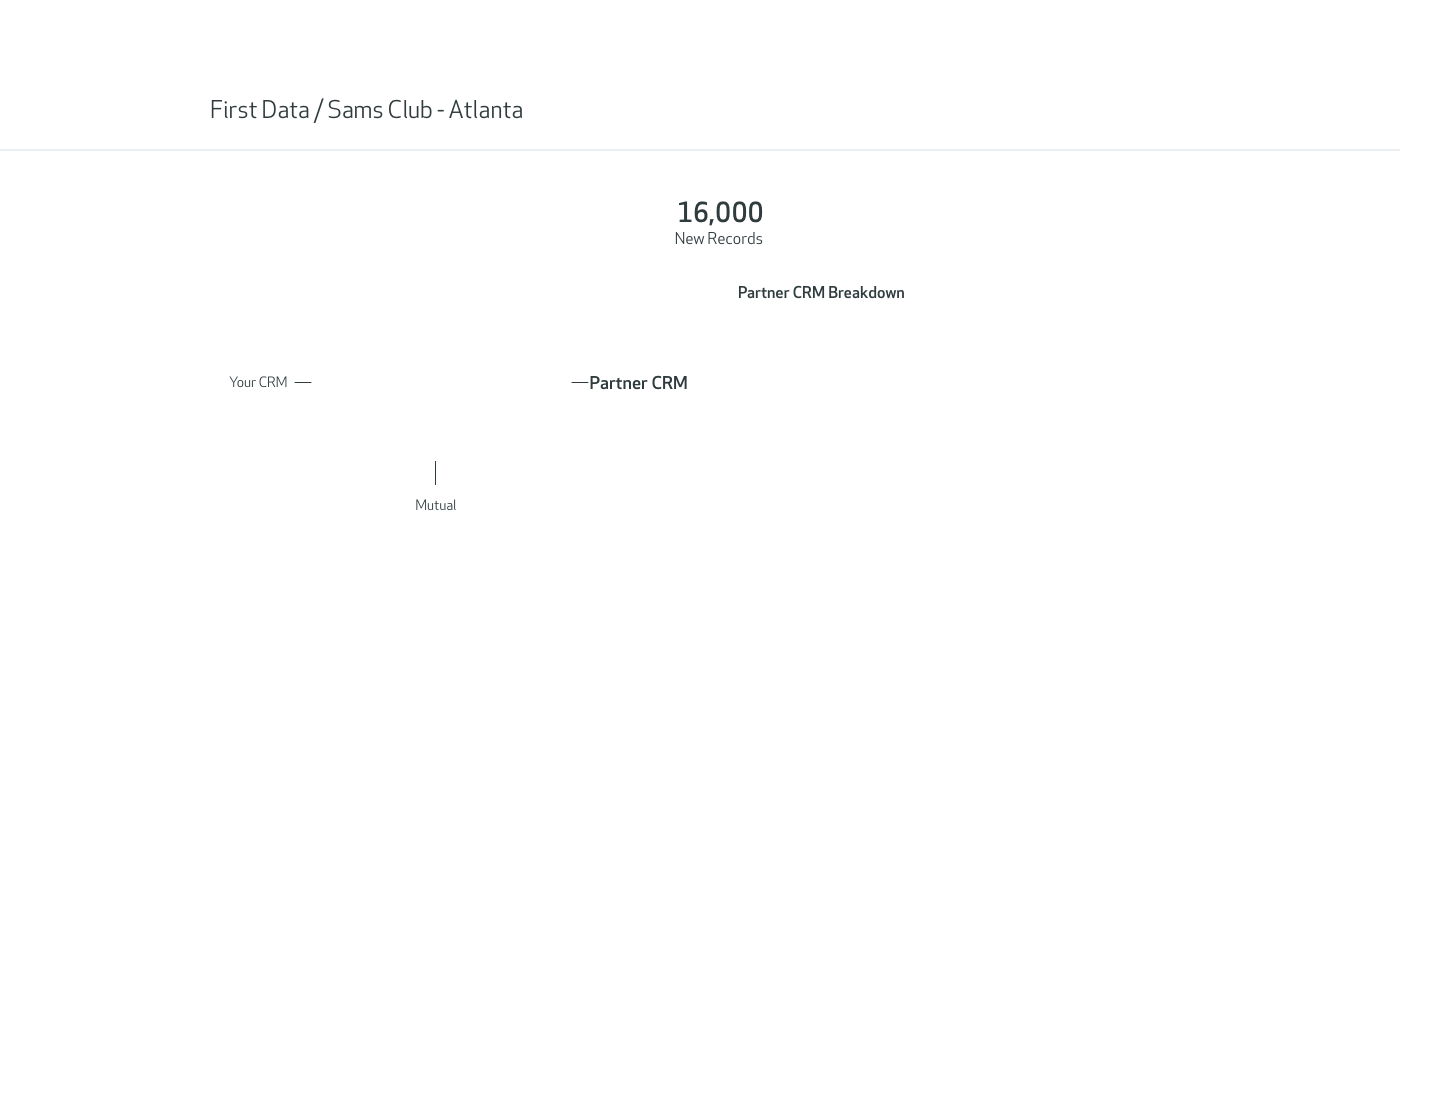 First Data / Sams Club - Atlanta
16,000
New Records
Partner CRM Breakdown
Your CRM
Partner CRM
Mutual